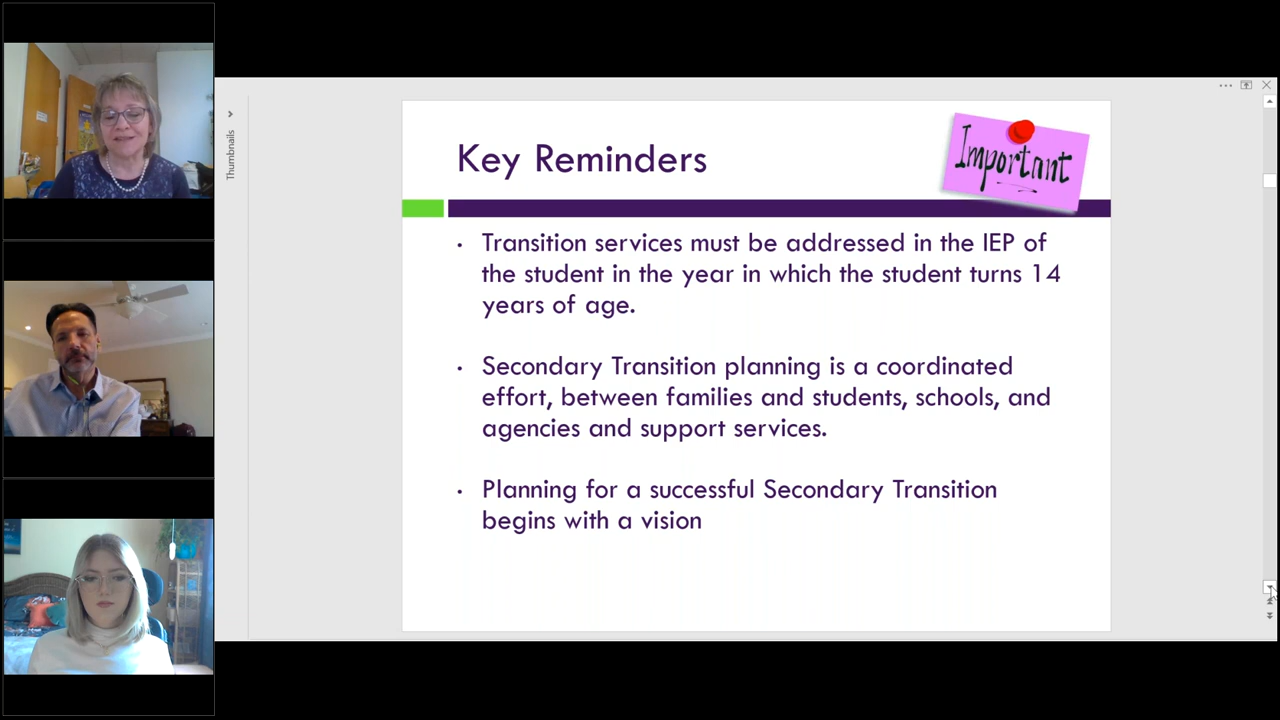 Thumbnails
Key Reminders
Important
• Transition services must be addressed in the IEP of
the student in the year in which the student turns 14
years of age.
• Secondary Transition planning is a coordinated
effort, between families and students, schools, and
agencies and support services.
• Planning for a successful Secondary Transition
begins with a vision